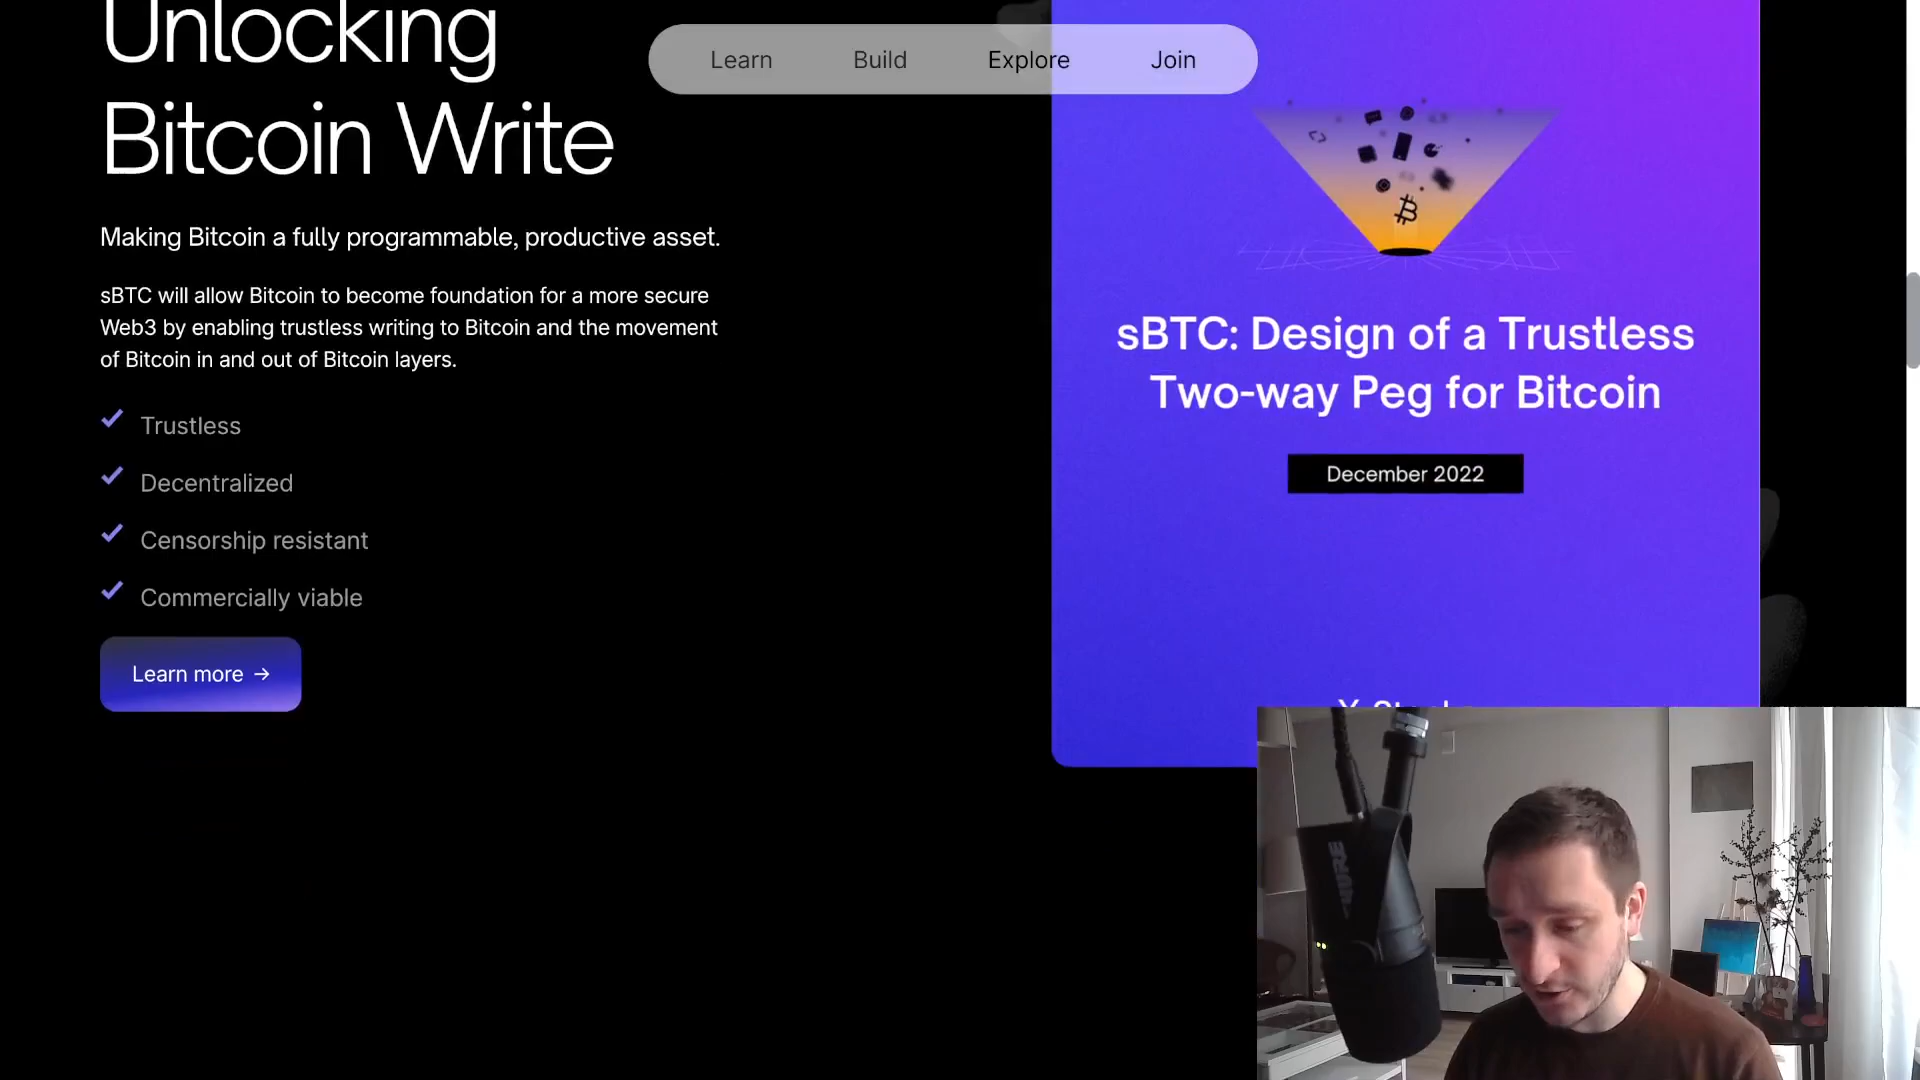 Learn Build Explore Join
Unlocking
Bitcoin Write
Making Bitcoin a fully programmable, productive asset.
sBTC will allow Bitcoin to become foundation for a more secure
Web3 by enabling trustless writing to Bitcoin and the movement
of Bitcoin in and out of Bitcoin layers.
Trustless
Decentralized
Censorship resistant
Commercially viable
Learn more →
sBTC: Design of a Trustless
Two-way Peg for Bitcoin
December 2022
SHURE